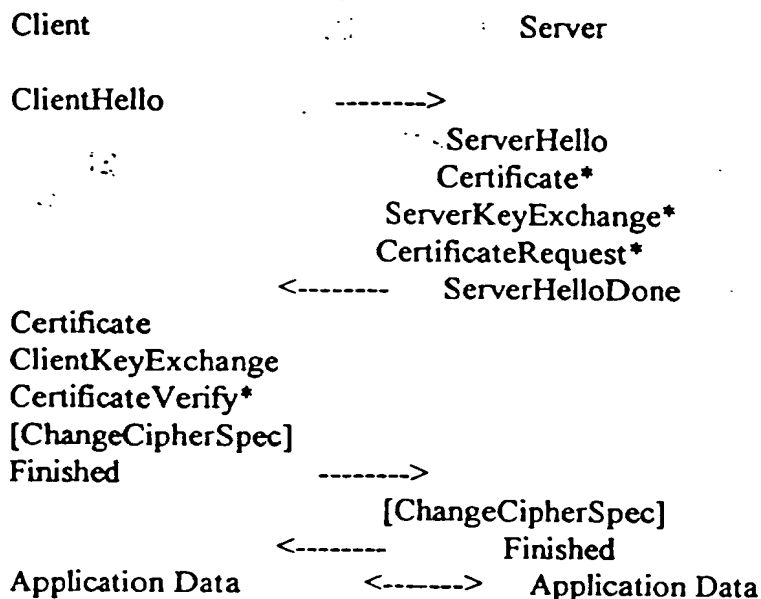 Client Server
ClientHello -------->
ServerHello
Certificate*
ServerKeyExchange*
CertificateRequest*
<-------- ServerHelloDone
Certificate
ClientKeyExchange
CertificateVerify*
[ChangeCipherSpec]
Finished -------->
[ChangeCipherSpec]
<-------- Finished
Application Data <-------> Application Data